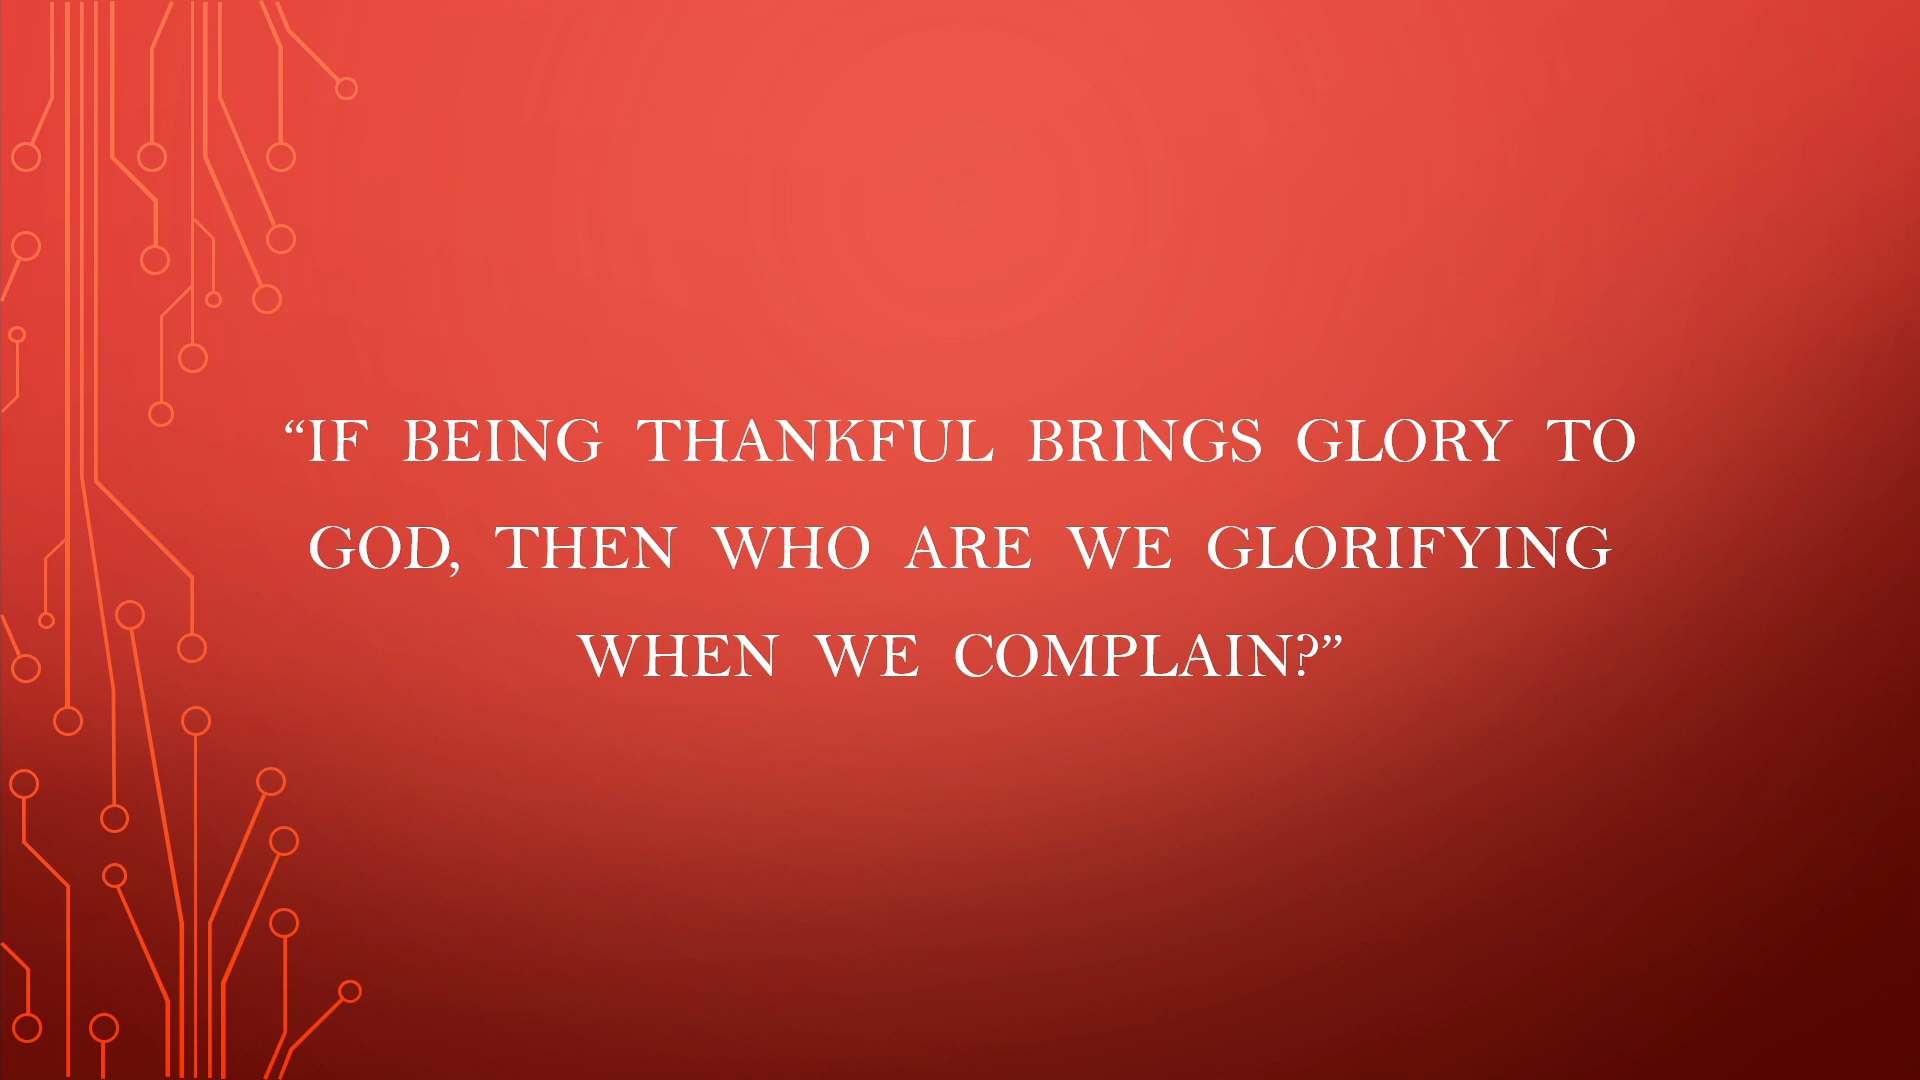 “IF BEING THANKFUL BRINGS GLORY TO
GOD, THEN WHO ARE WE GLORIFYING
WHEN WE COMPLAIN?”